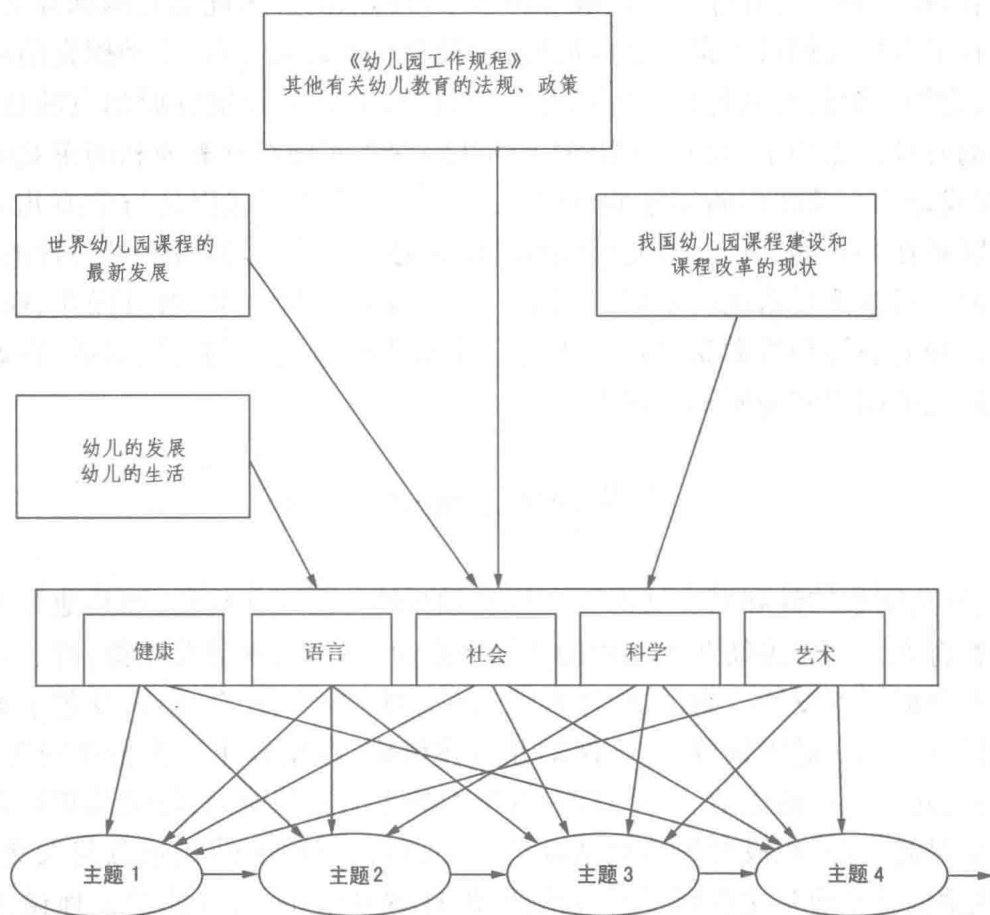 《幼儿园工作规程》
其他有关幼儿教育的法规、政策
世界幼儿园课程的
最新发展
我国幼儿园课程建设和
课程改革的现状
幼儿的发展
幼儿的生活
健康
语言
社会
科学
艺术
主题 1
主题 2
主题 3
主题 4